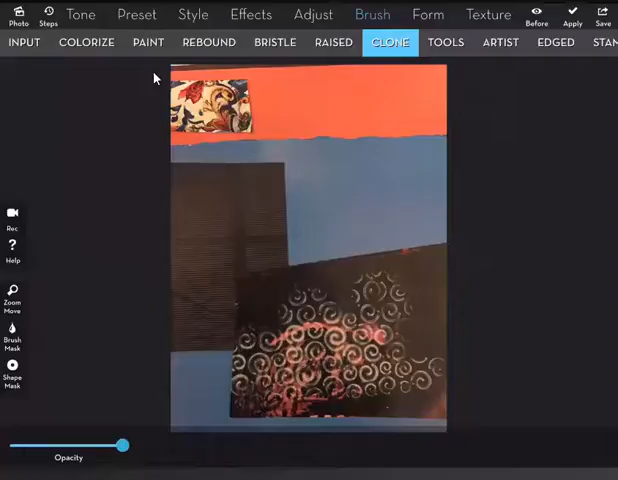 Photo Steps Tone Preset Style Effects Adjust Brush Form Texture Before Apply Save
INPUT COLORIZE PAINT REBOUND BRISTLE RAISED CLONE TOOLS ARTIST EDGED STAM
Rec
? Help
Zoom
Move
Brush
Mask
Shape
Mask
Opacity